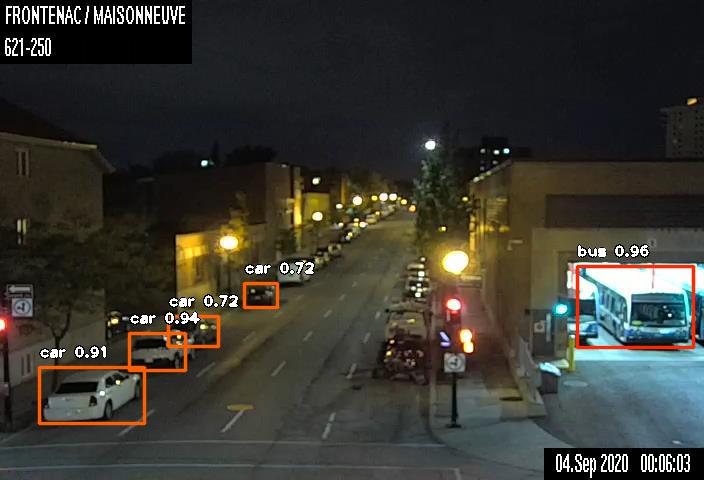 FRONTENAC / MAISONNEUVE
621-250
bus 0.96
car 0.72
car 0.72
car 0.94
car 0.91
04.Sep 2020 00:06:03